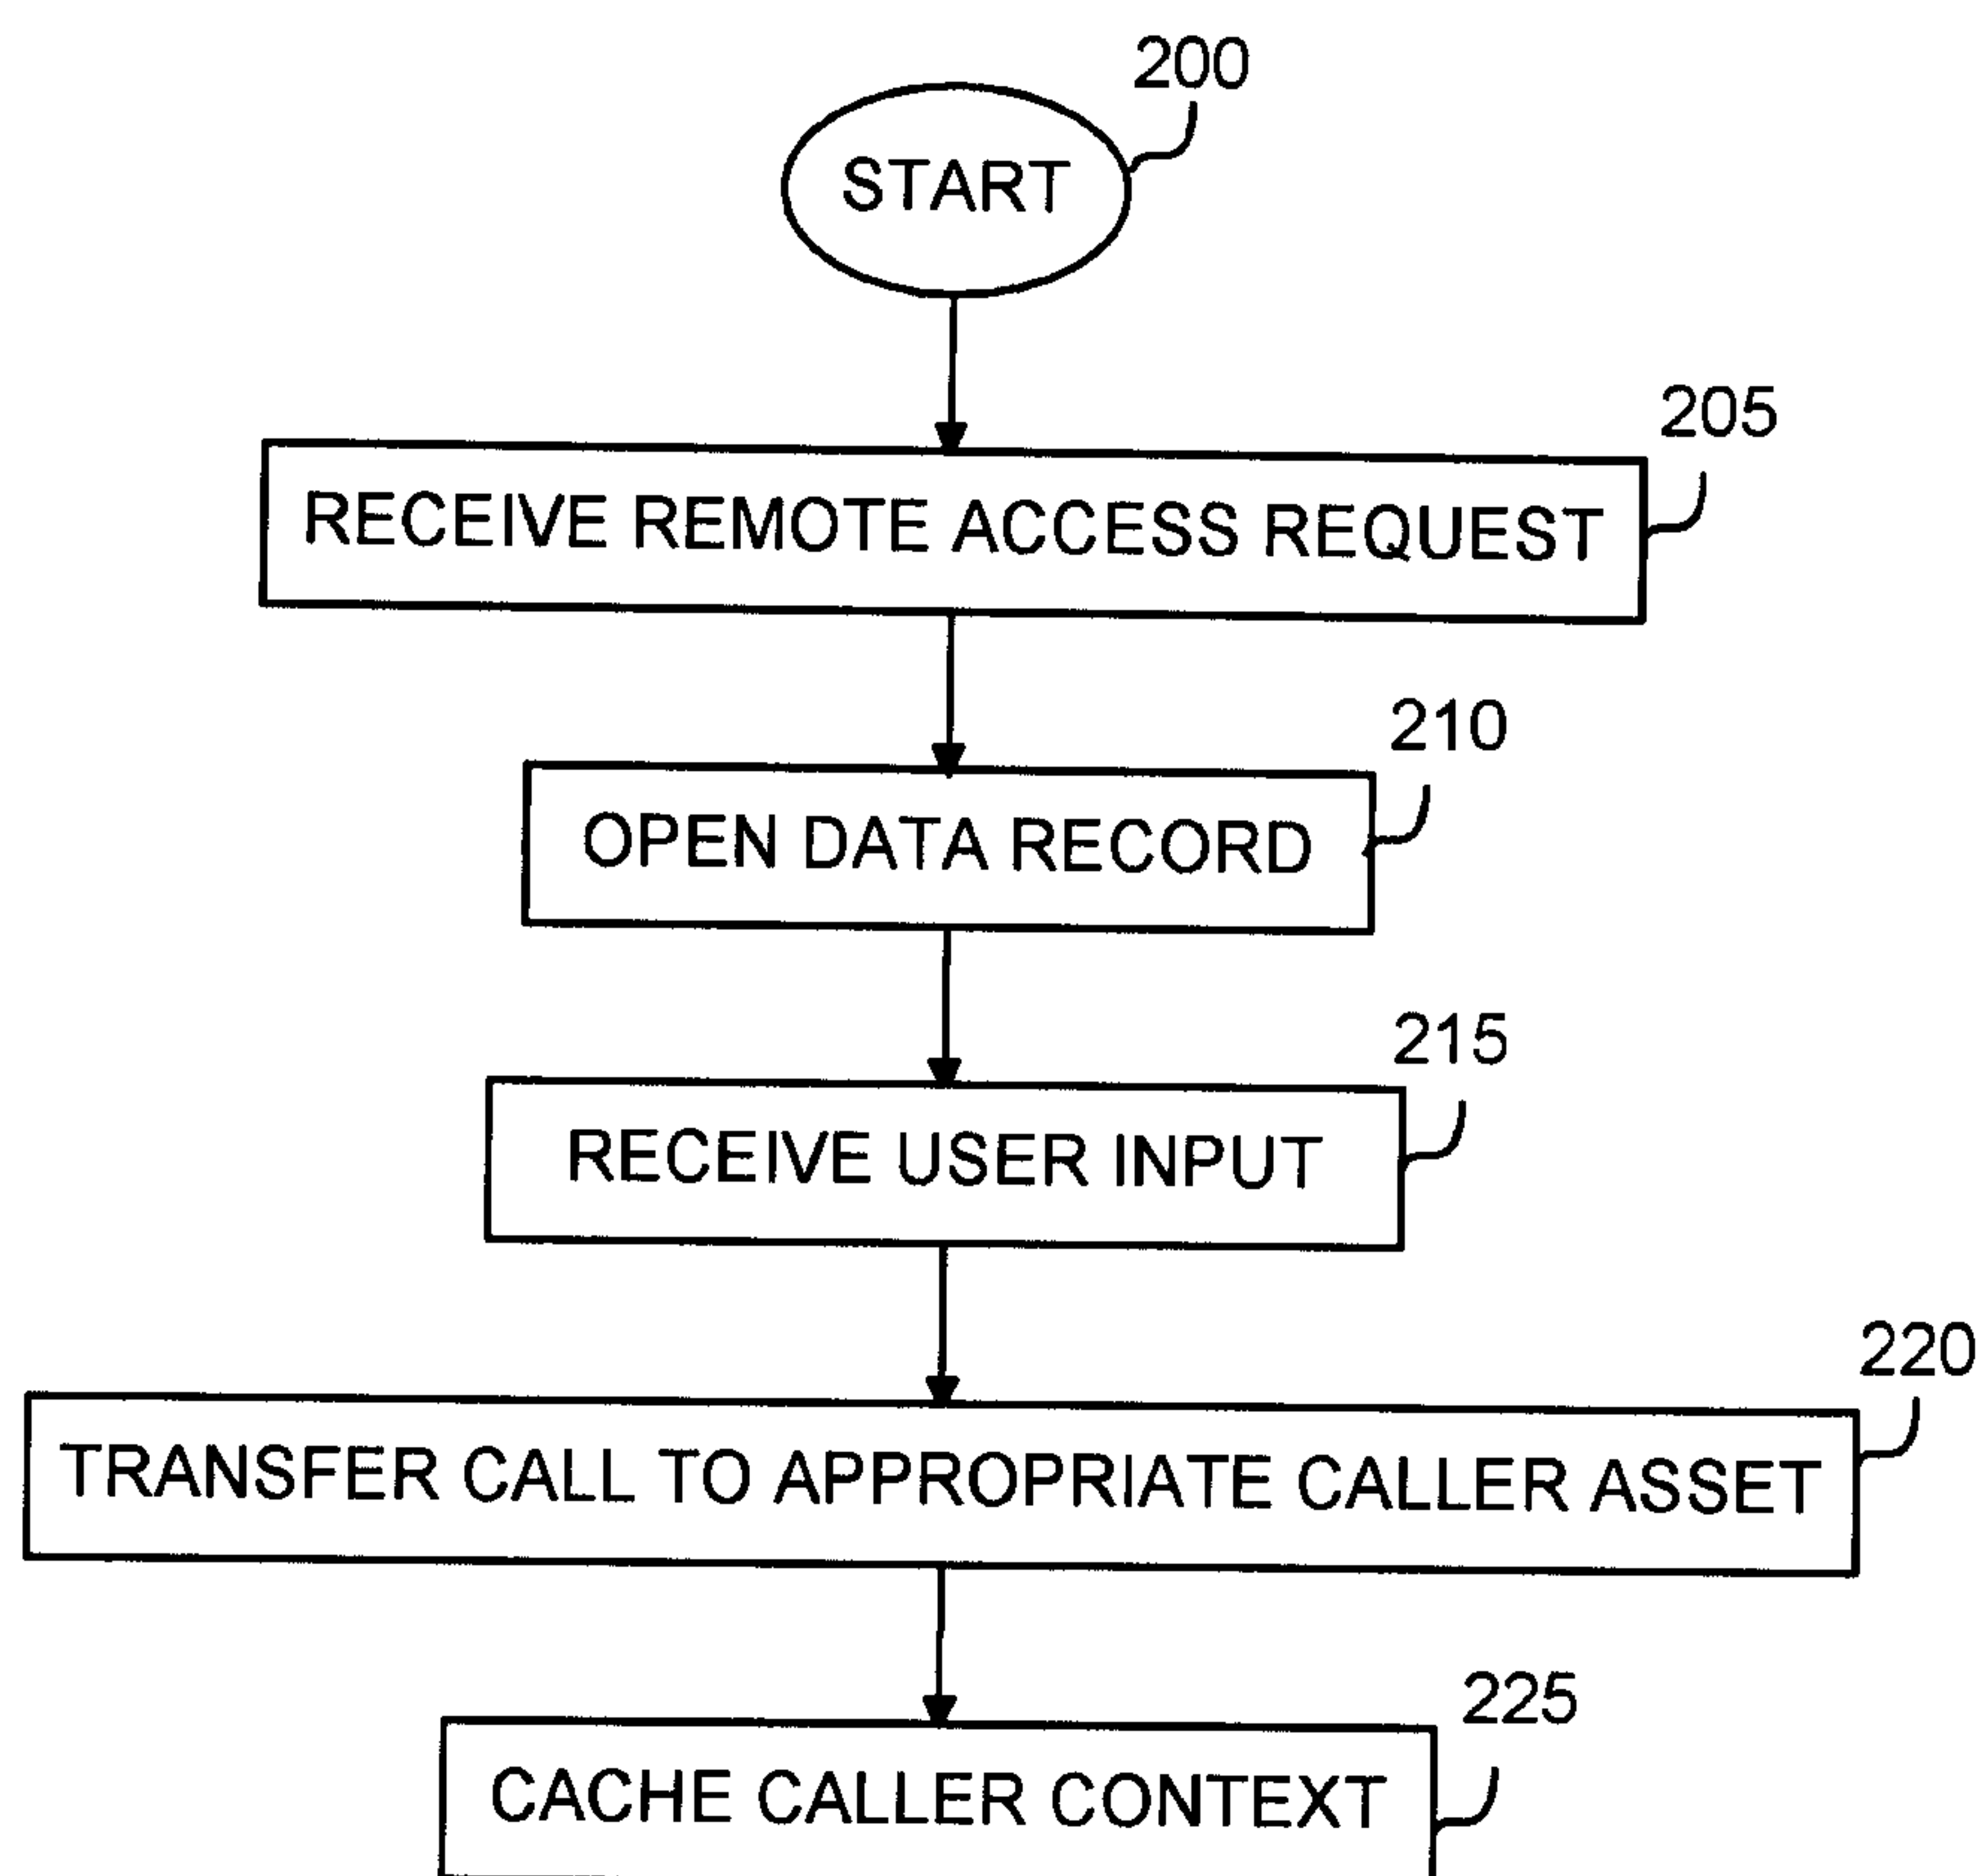 200
START
205
RECEIVE REMOTE ACCESS REQUEST
210
OPEN DATA RECORD
215
RECEIVE USER INPUT
220
TRANSFER CALL TO APPROPRIATE CALLER ASSET
225
CACHE CALLER CONTEXT